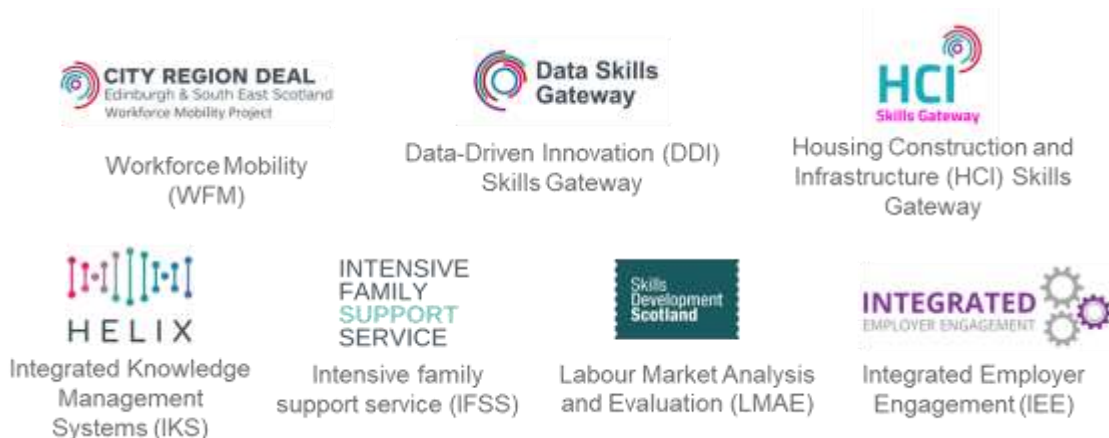 CITY REGION DEAL
Edinburgh & South East Scotland
Workforce Mobility Project
Workforce Mobility
(WFM)
Data Skills
Gateway
Data-Driven Innovation (DDI)
Skills Gateway
HCI
Skills Gateway
Housing Construction and
Infrastructure (HCI) Skills
Gateway
HELIX
Integrated Knowledge
Management
Systems (IKS)
INTENSIVE
FAMILY
SUPPORT
SERVICE
Intensive family
support service (IFSS)
Skills
Development
Scotland
Labour Market Analysis
and Evaluation (LMAE)
INTEGRATED
EMPLOYER ENGAGEMENT
Integrated Employer
Engagement (IEE)